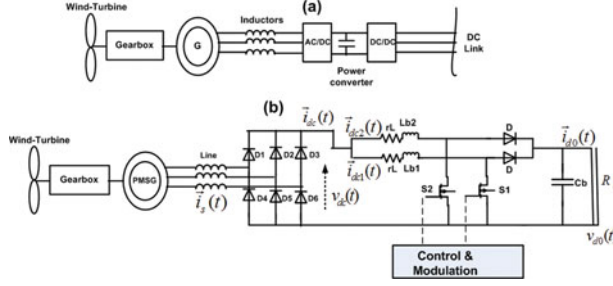 (a)
Wind-Turbine
Inductors
Gearbox
G
AC/DC
DC/DC
DC
Link
Power
converter
(b)
Wind-Turbine
Gearbox
PMSG
Line
i_s(t)
D1
D2
D3
D4
D5
D6
i_dc(t)
v_dc(t)
i_dc2(t)
rL
Lb2
i_dc1(t)
rL
Lb1
D
D
S2
S1
i_d0(t)
Cb
R
v_d0(t)
Control &
Modulation